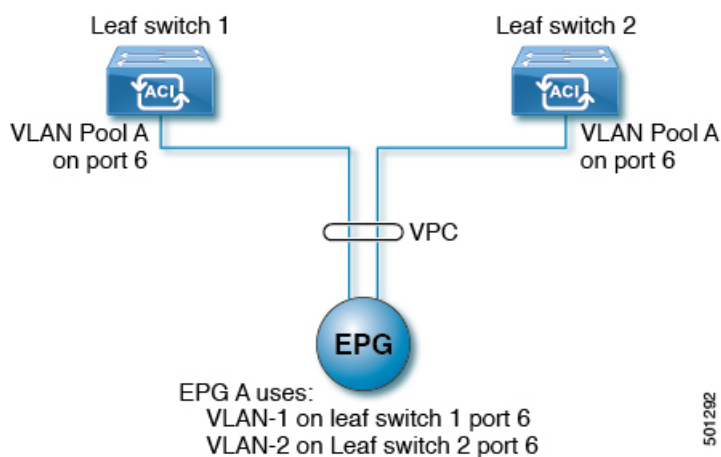 Leaf switch 1
Leaf switch 2
ACI
ACI
VLAN Pool A
on port 6
VLAN Pool A
on port 6
VPC
EPG
EPG A uses:
VLAN-1 on leaf switch 1 port 6
VLAN-2 on Leaf switch 2 port 6
501292